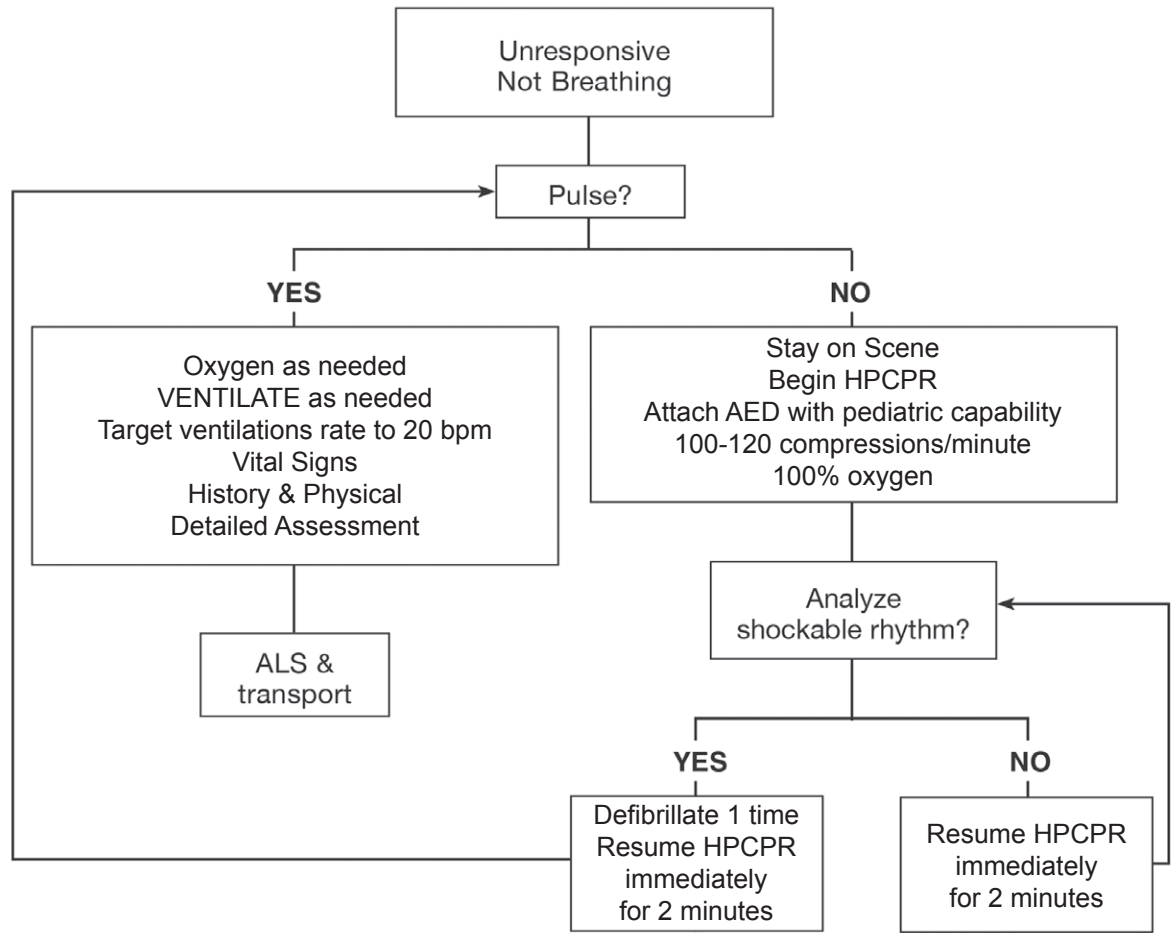 Unresponsive
Not Breathing
Pulse?
YES
Oxygen as needed
VENTILATE as needed
Target ventilations rate to 20 bpm
Vital Signs
History & Physical
Detailed Assessment
ALS &
transport
NO
Stay on Scene
Begin HPCPR
Attach AED with pediatric capability
100-120 compressions/minute
100% oxygen
Analyze
shockable rhythm?
YES
Defibrillate 1 time
Resume HPCPR
immediately
for 2 minutes
NO
Resume HPCPR
immediately
for 2 minutes